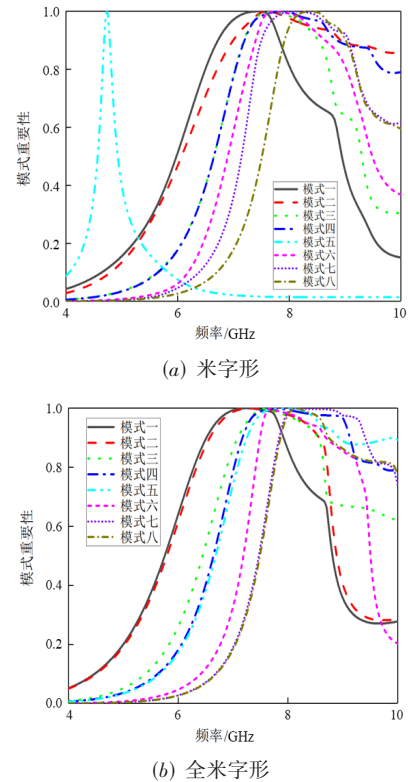 1.0
0.8
0.6
0.4
0.2
0.0
模式重要性
模式一
模式二
模式三
模式四
模式五
模式六
模式七
模式八
4
6
8
10
频率/GHz
(a) 米字形
1.0
0.8
0.6
0.4
0.2
0.0
模式重要性
模式一
模式二
模式三
模式四
模式五
模式六
模式七
模式八
4
6
8
10
频率/GHz
(b) 全米字形